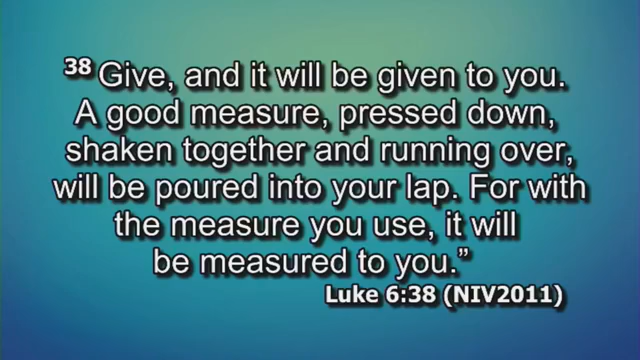 38 Give, and it will be given to you.
A good measure, pressed down,
shaken together and running over,
will be poured into your lap. For with
the measure you use, it will
be measured to you.”
Luke 6:38 (NIV2011)